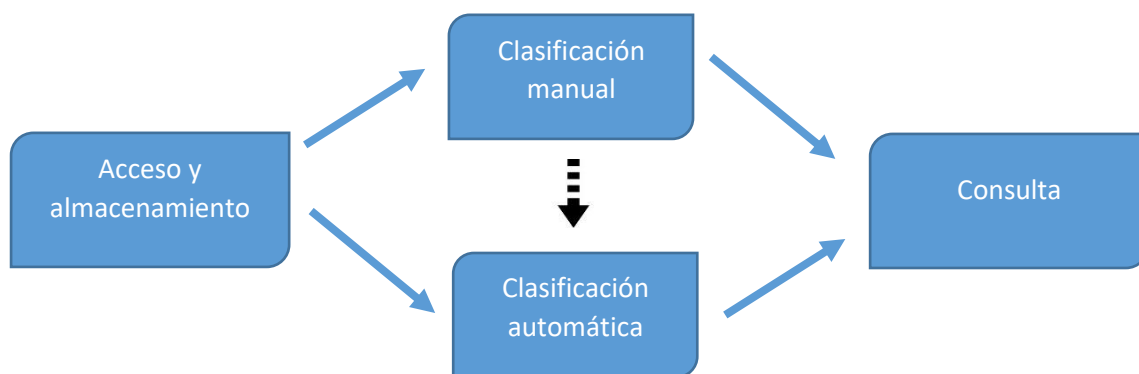 Clasificación
manual
Acceso y
almacenamiento
Consulta
Clasificación
automática